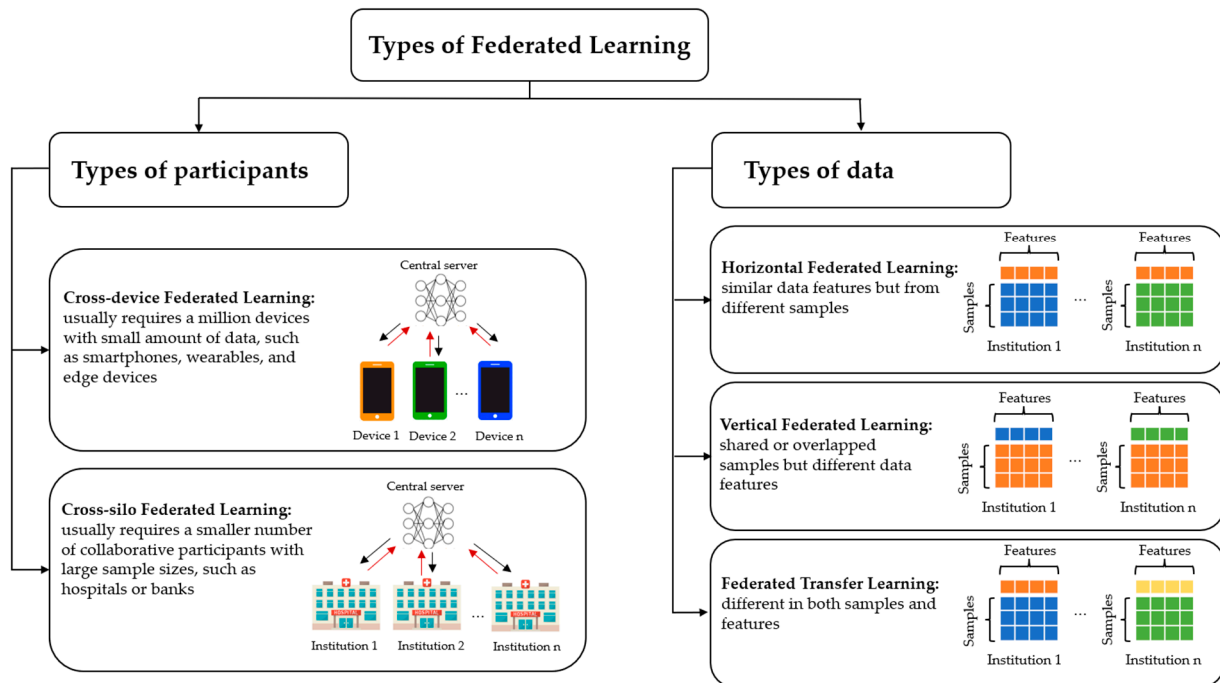 Types of Federated Learning
Types of participants
Cross-device Federated Learning:
usually requires a million devices
with small amount of data, such
as smartphones, wearables, and
edge devices
Central server
Device 1
Device 2
...
Device n
Cross-silo Federated Learning:
usually requires a smaller number
of collaborative participants with
large sample sizes, such as
hospitals or banks
Central server
HOSPITAL
HOSPITAL
HOSPITAL
Institution 1
Institution 2
...
Institution n
Types of data
Horizontal Federated Learning:
similar data features but from
different samples
Features
Samples
Institution 1
...
Features
Samples
Institution n
Vertical Federated Learning:
shared or overlapped
samples but different data
features
Features
Samples
Institution 1
...
Features
Samples
Institution n
Federated Transfer Learning:
different in both samples and
features
Features
Samples
Institution 1
...
Features
Samples
Institution n